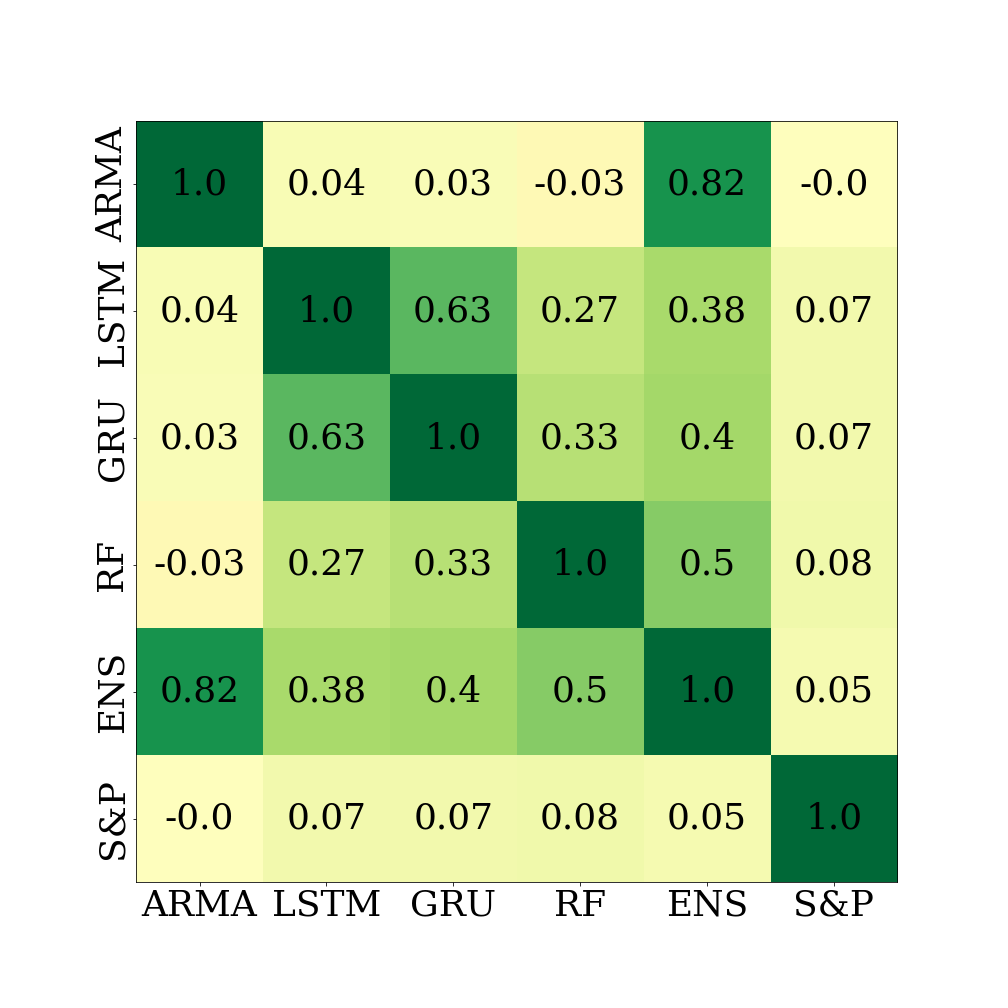 ARMA 1.0 0.04 0.03 -0.03 0.82 -0.0
LSTM 0.04 1.0 0.63 0.27 0.38 0.07
GRU 0.03 0.63 1.0 0.33 0.4 0.07
RF -0.03 0.27 0.33 1.0 0.5 0.08
ENS 0.82 0.38 0.4 0.5 1.0 0.05
S&P -0.0 0.07 0.07 0.08 0.05 1.0
ARMA LSTM GRU RF ENS S&P